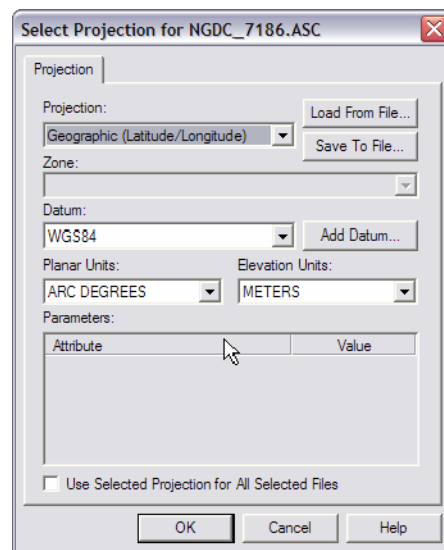 Select Projection for NGDC_7186.ASC
Projection
Projection:
Load From File...
Geographic (Latitude/Longitude)
Save To File...
Zone:
Datum:
WGS84
Add Datum...
Planar Units:
Elevation Units:
ARC DEGREES
METERS
Parameters:
Attribute
Value
Use Selected Projection for All Selected Files
OK
Cancel
Help